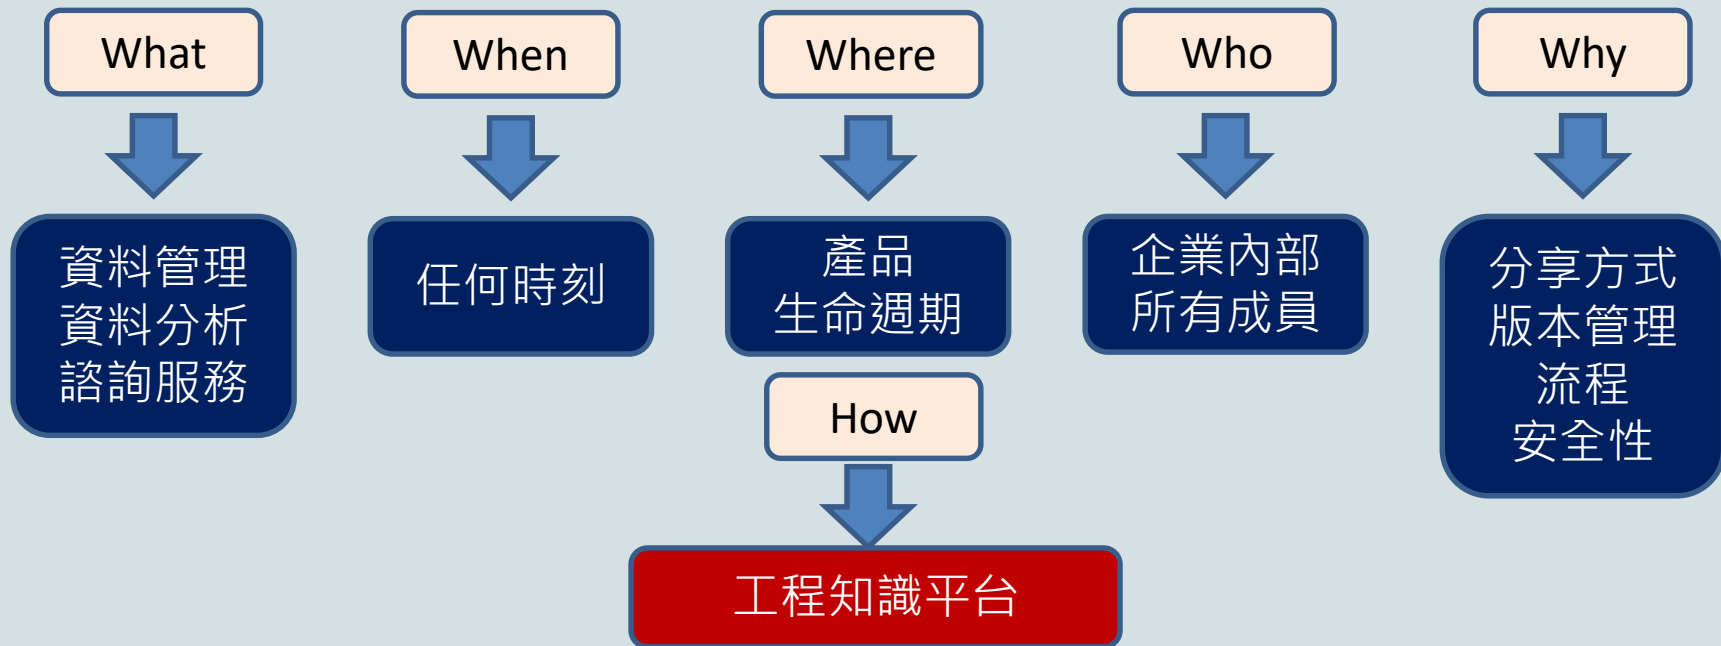 What
When
Where
Who
Why
資料管理
資料分析
諮詢服務
任何時刻
產品
生命週期
企業內部
所有成員
分享方式
版本管理
流程
安全性
How
工程知識平台